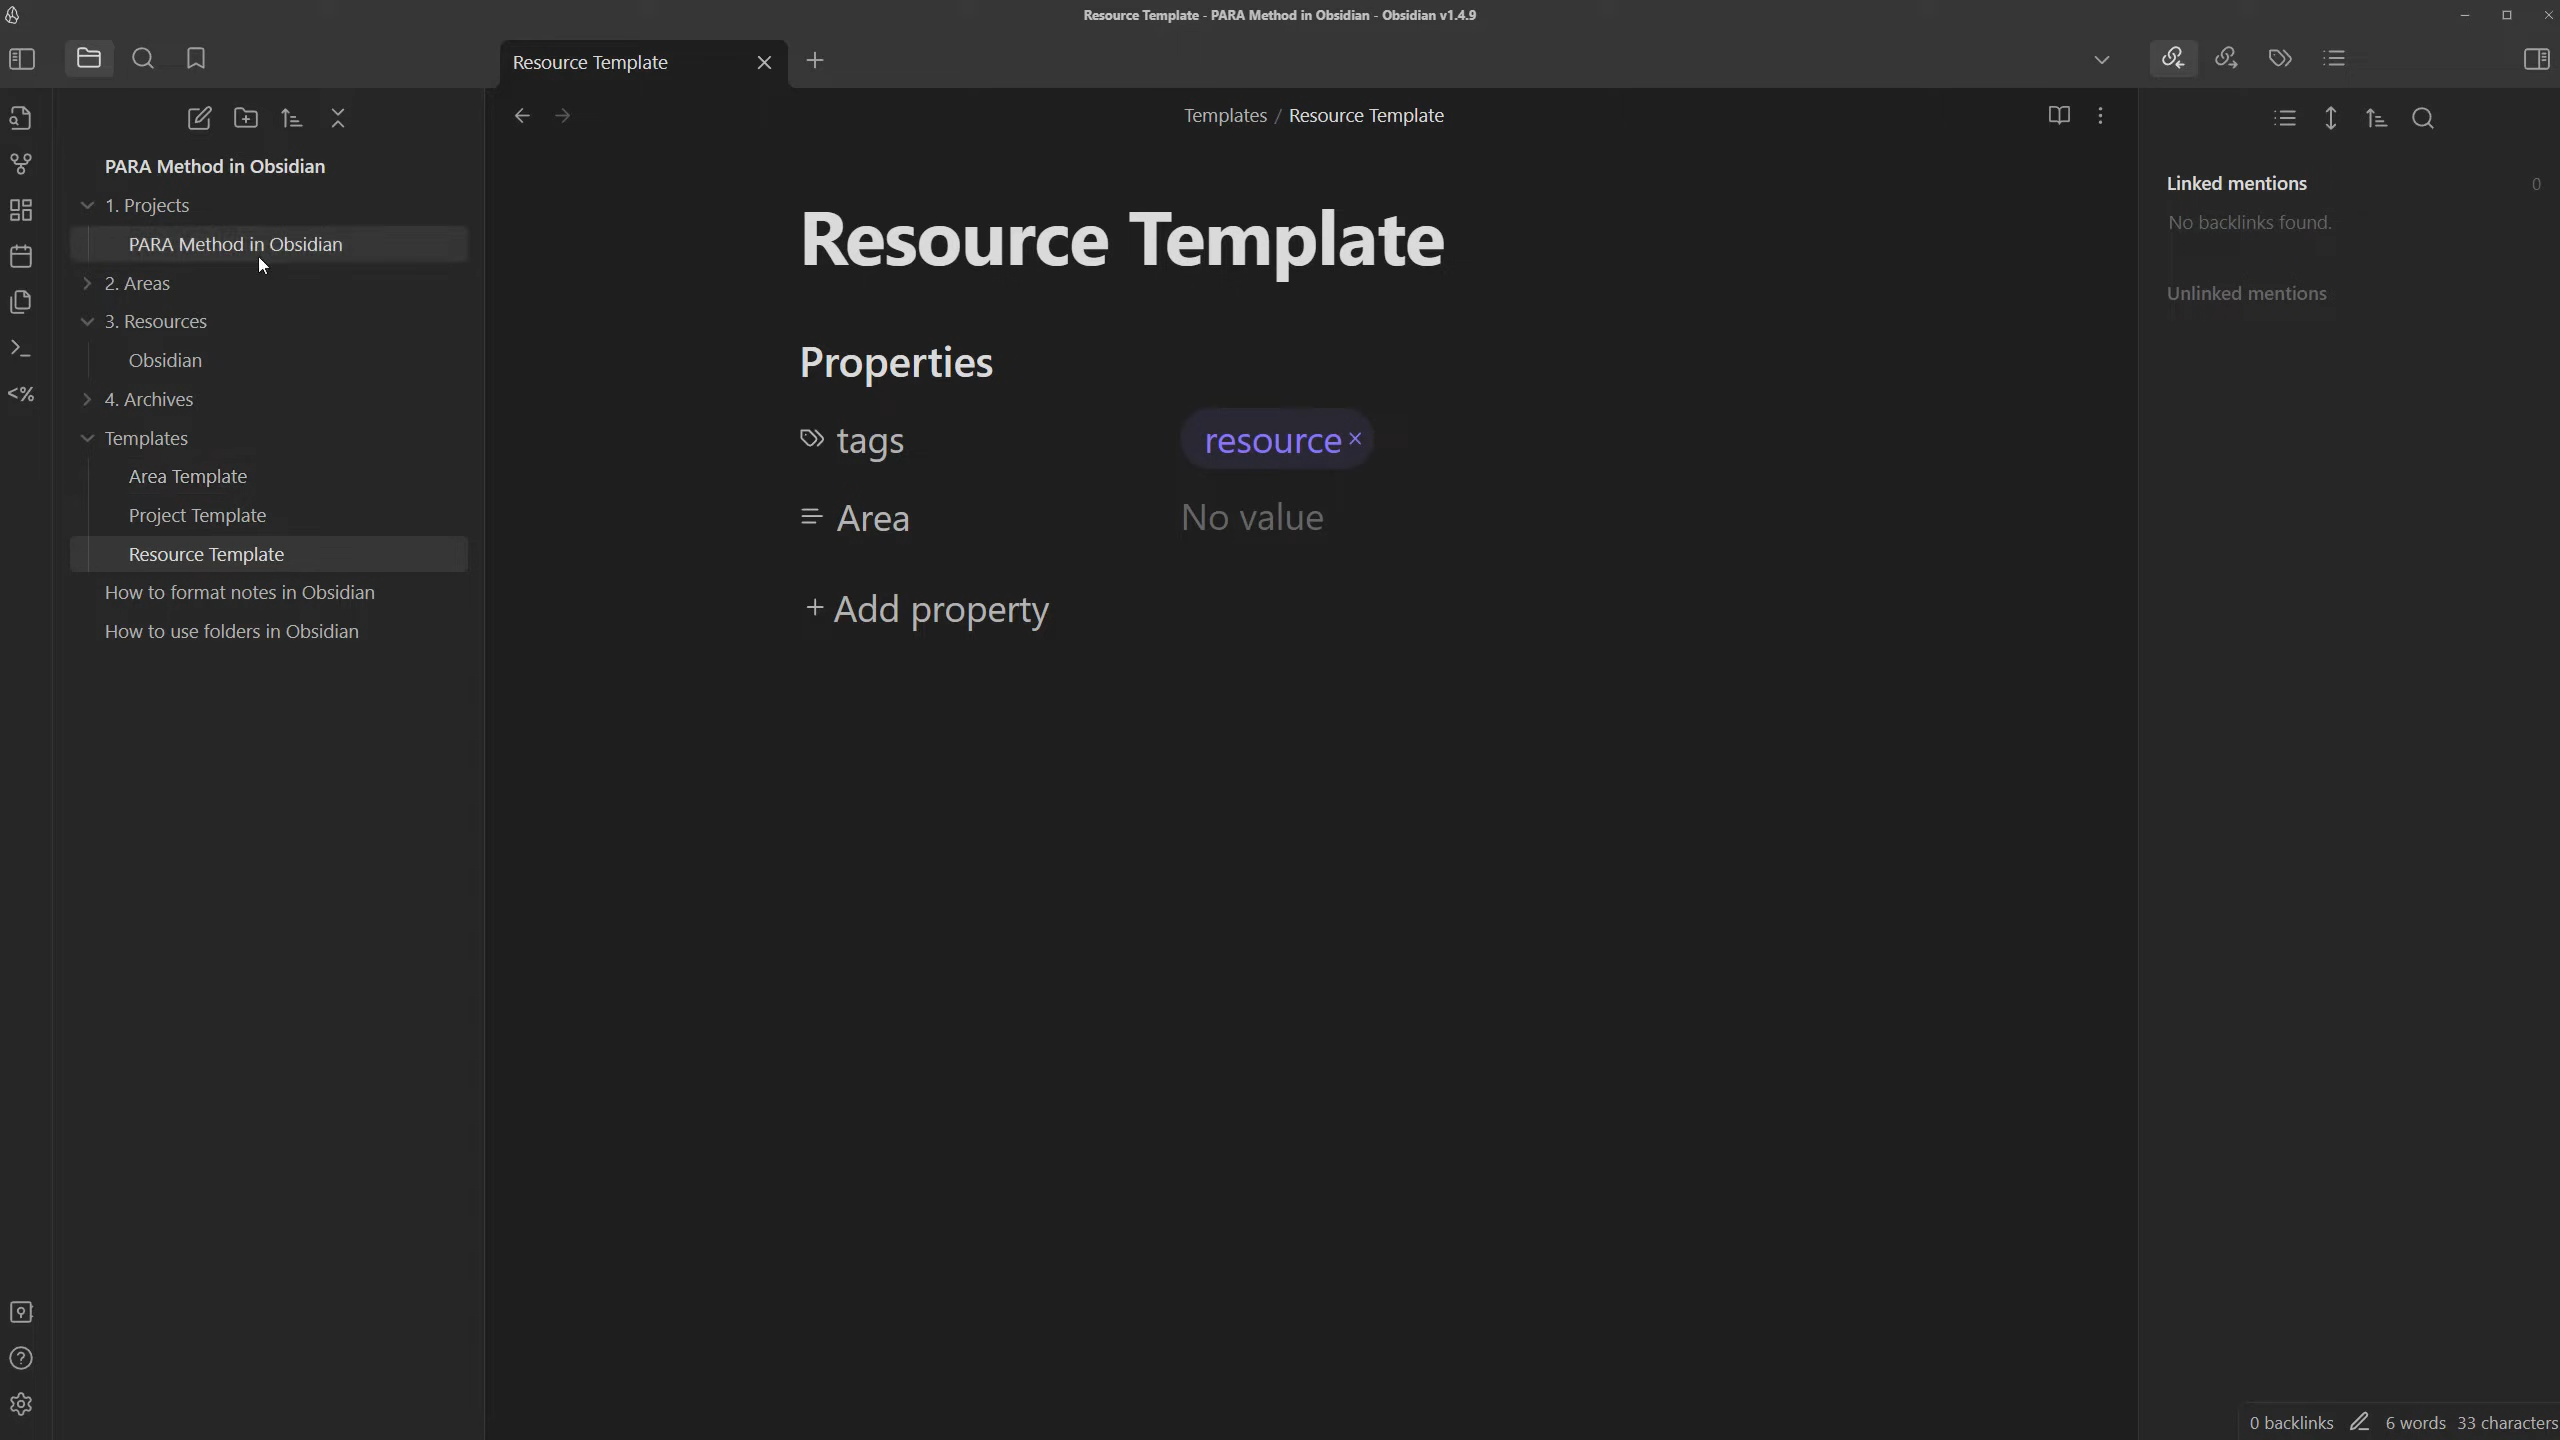 Resource Template - PARA Method in Obsidian - Obsidian v1.4.9
Resource Template
Templates / Resource Template
PARA Method in Obsidian
1. Projects
PARA Method in Obsidian
2. Areas
3. Resources
Obsidian
4. Archives
Templates
Area Template
Project Template
Resource Template
How to format notes in Obsidian
How to use folders in Obsidian
<%
Resource Template
Properties
tags resource ×
Area No value
+ Add property
Linked mentions 0
No backlinks found.
Unlinked mentions
0 backlinks 6 words 33 characters